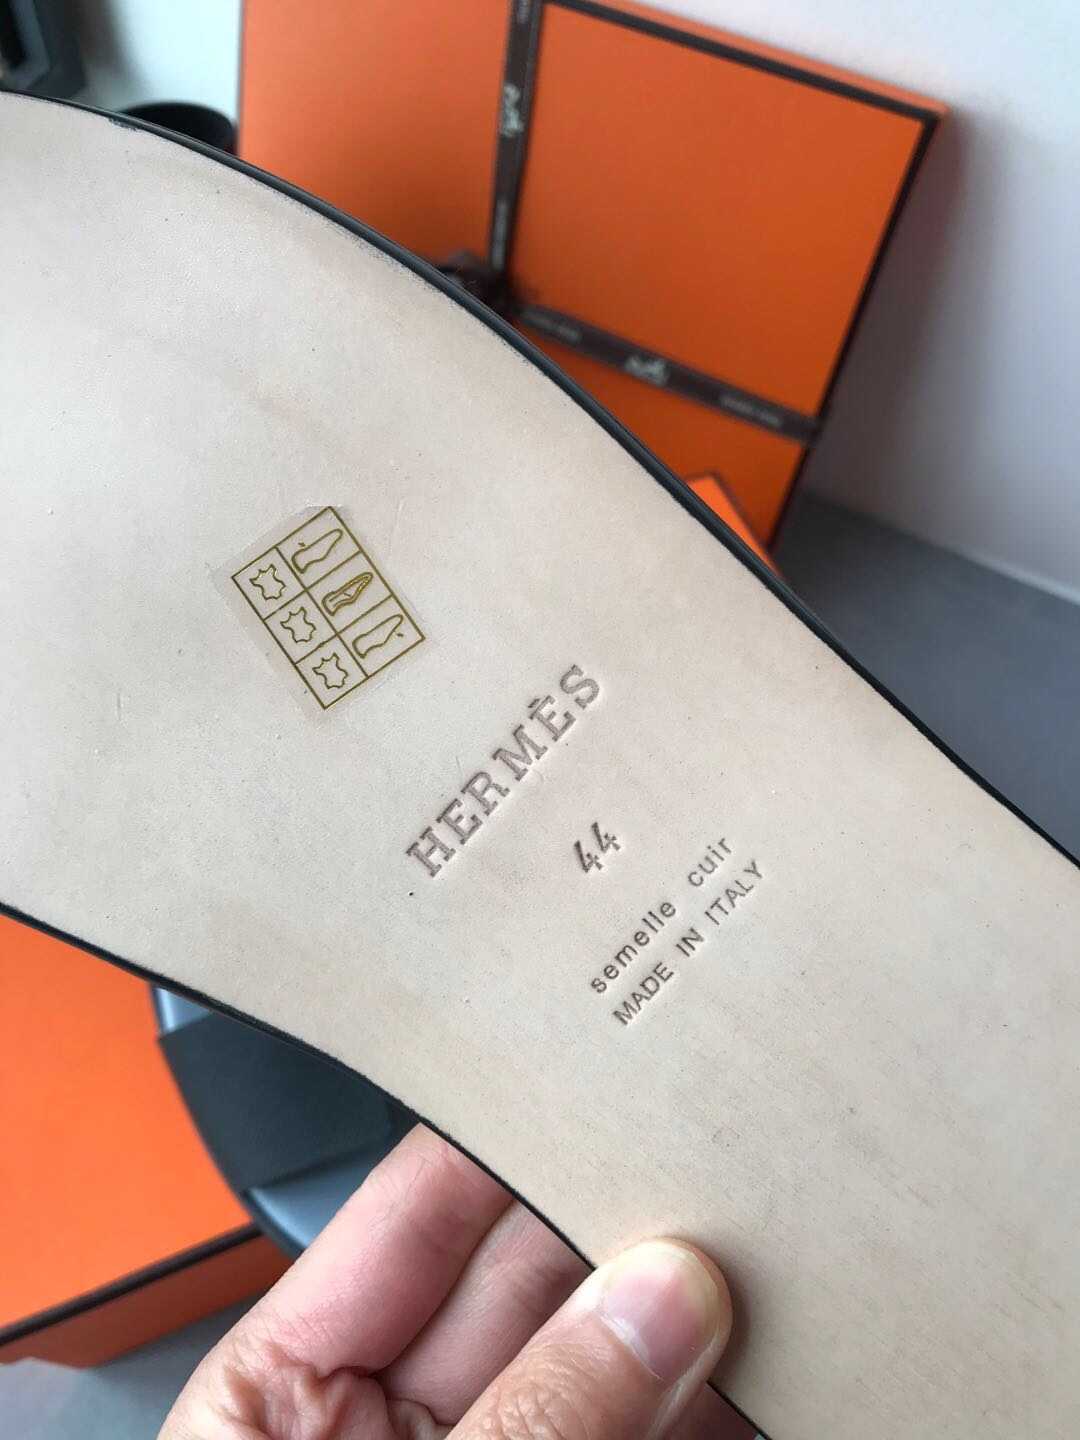 HERMÈS
44
semelle cuir
MADE IN ITALY